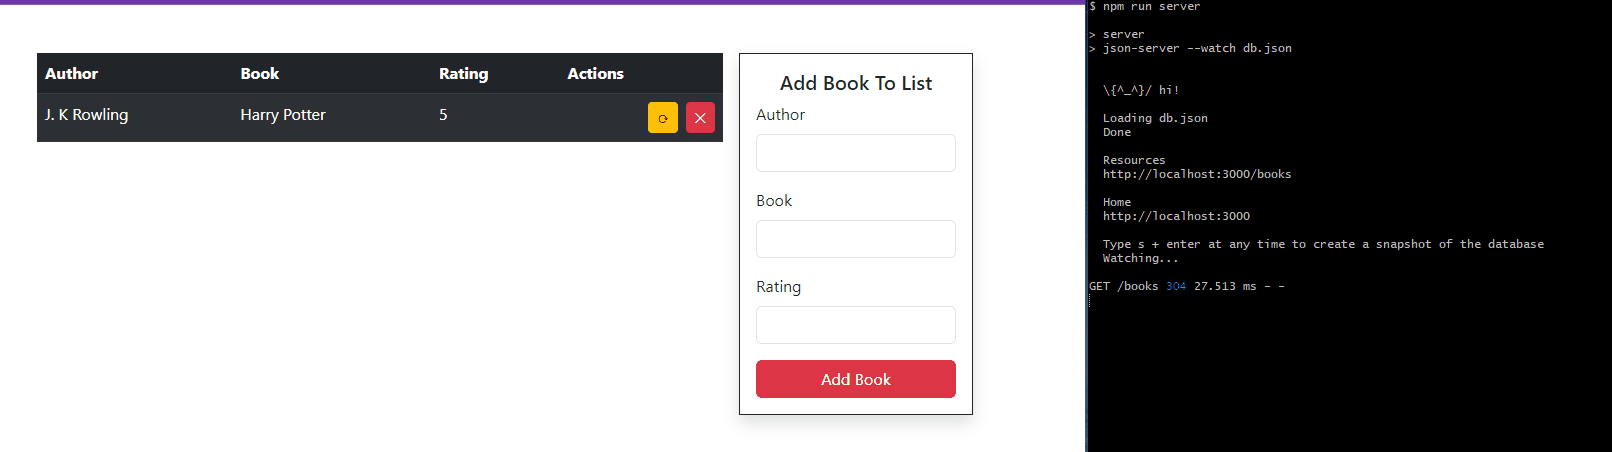 Author Book Rating Actions
J. K Rowling Harry Potter 5
Add Book To List
Author
Book
Rating
Add Book
$ npm run server
> server
> json-server --watch db.json
\{^_^}/ hi!
Loading db.json
Done
Resources
http://localhost:3000/books
Home
http://localhost:3000
Type s + enter at any time to create a snapshot of the database
Watching...
GET /books 304 27.513 ms - -